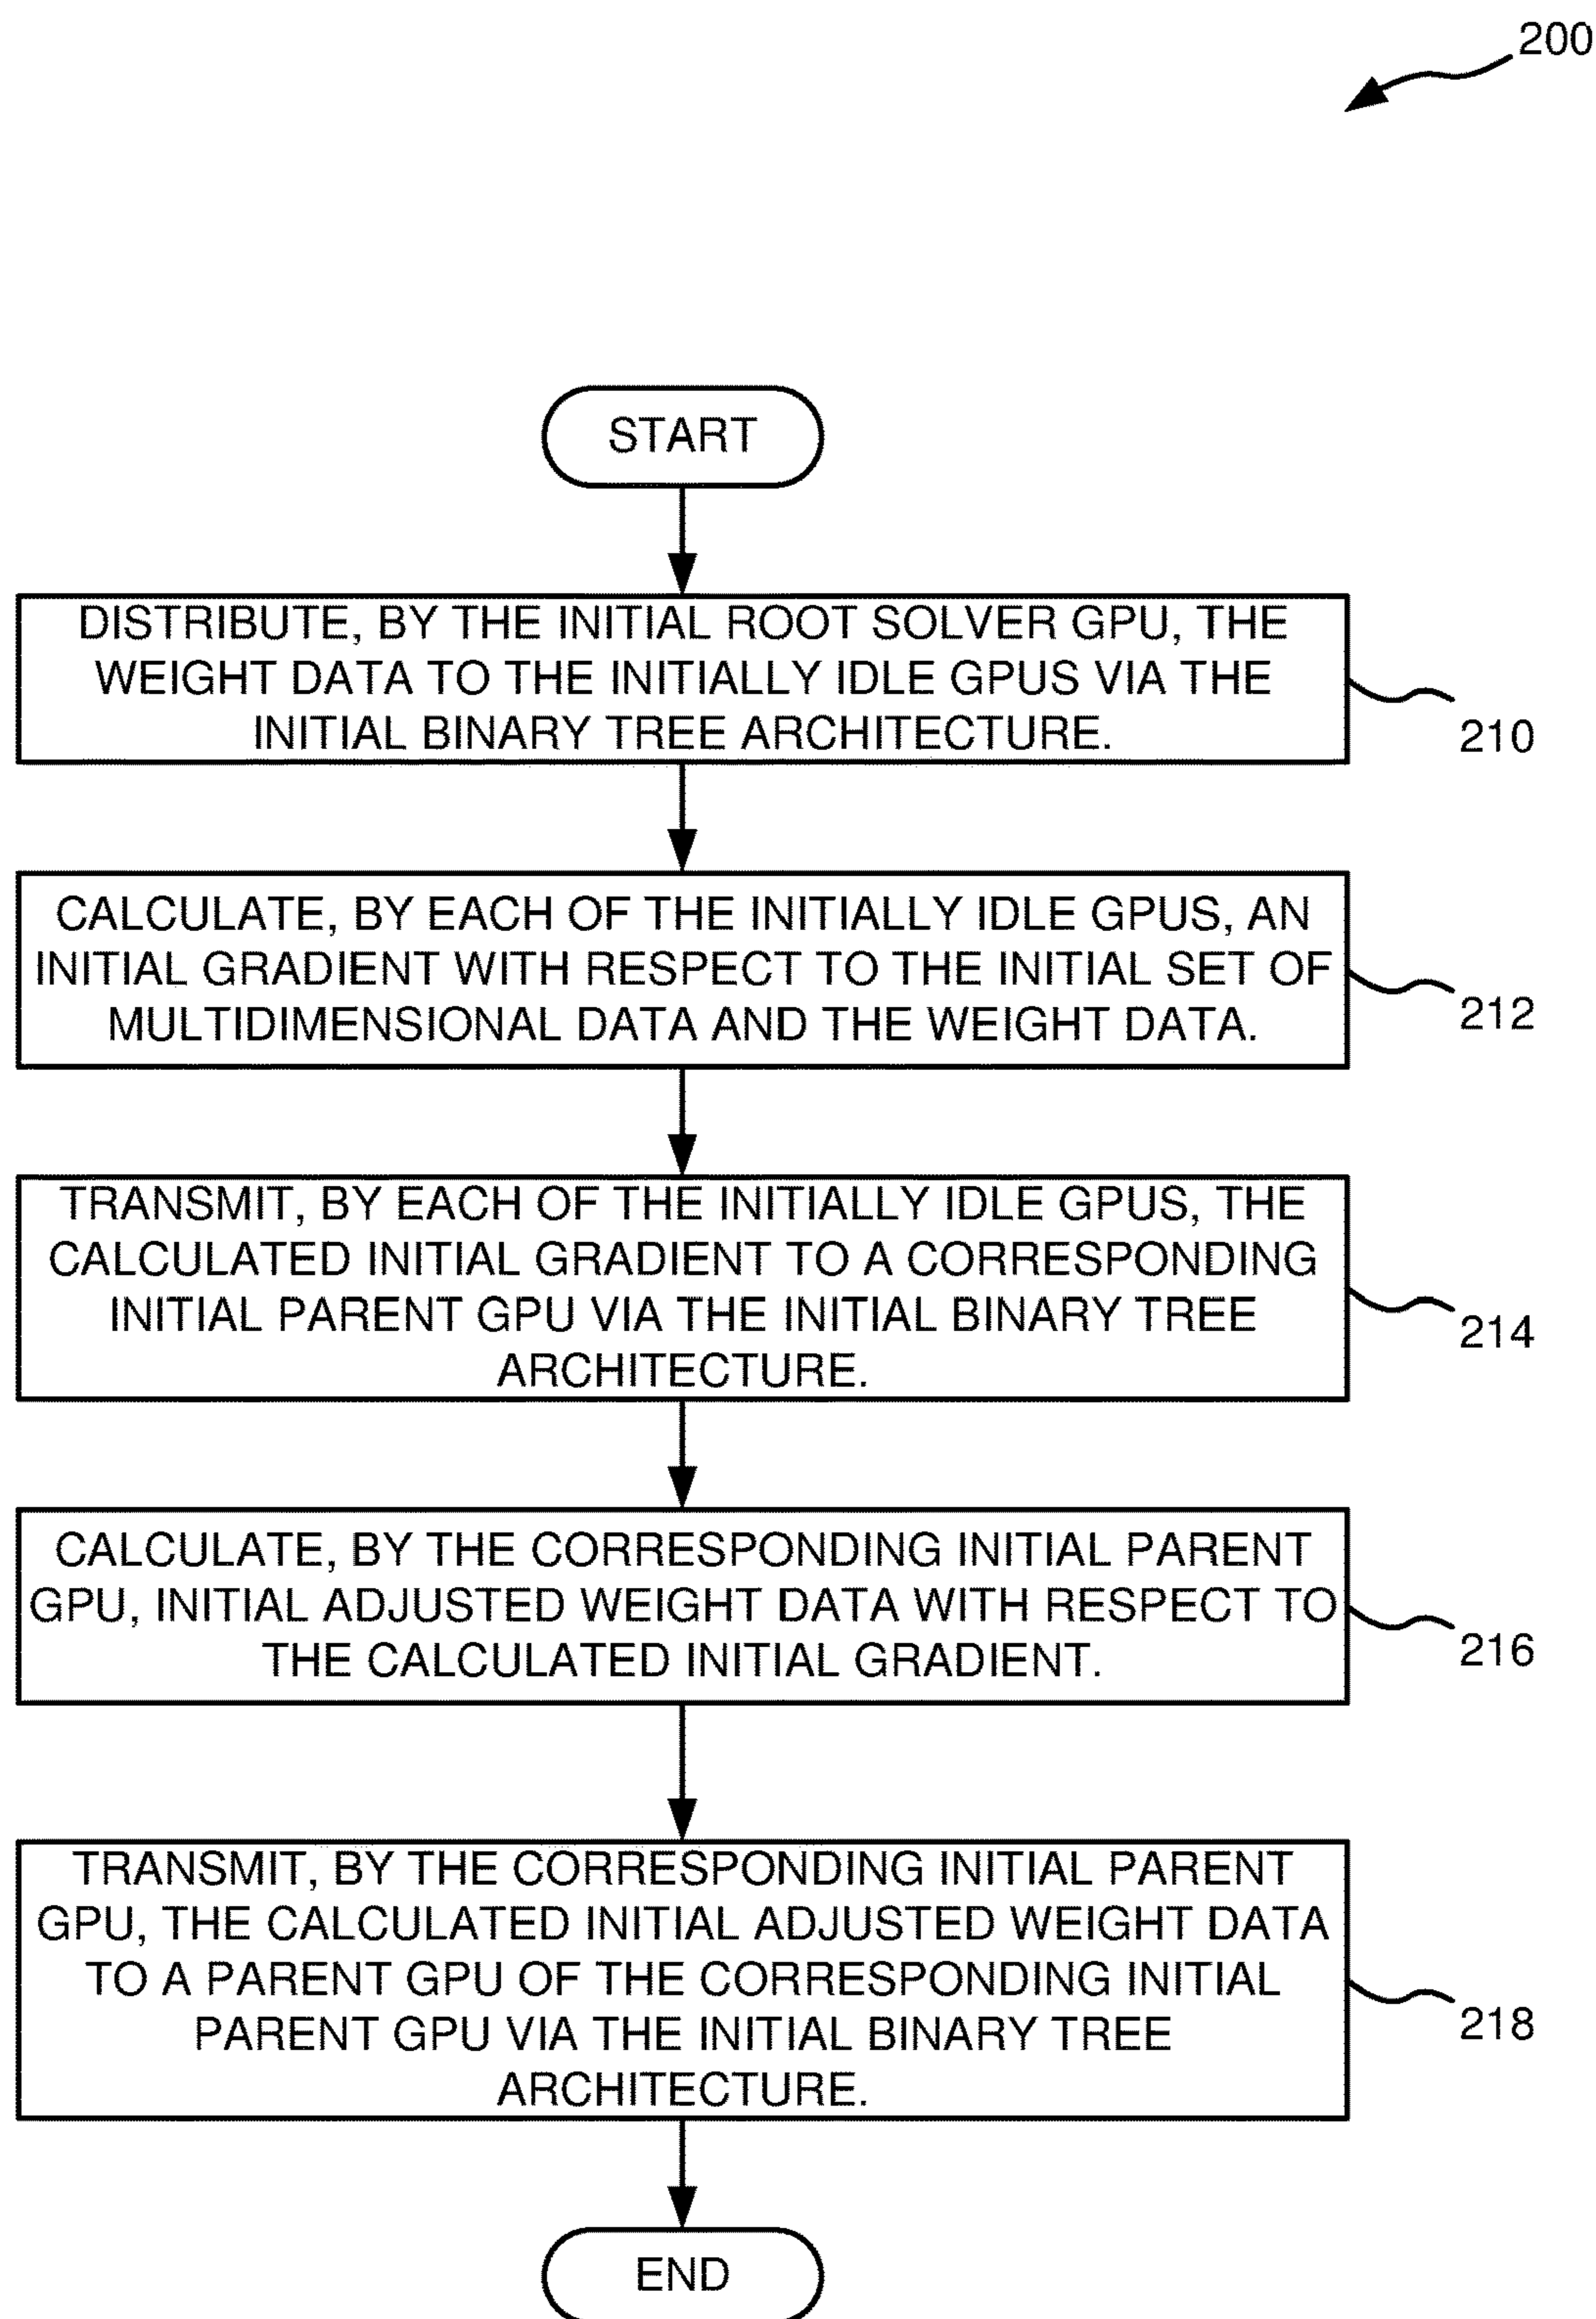 200
START
DISTRIBUTE, BY THE INITIAL ROOT SOLVER GPU, THE
WEIGHT DATA TO THE INITIALLY IDLE GPUS VIA THE
INITIAL BINARY TREE ARCHITECTURE.
210
CALCULATE, BY EACH OF THE INITIALLY IDLE GPUS, AN
INITIAL GRADIENT WITH RESPECT TO THE INITIAL SET OF
MULTIDIMENSIONAL DATA AND THE WEIGHT DATA.
212
TRANSMIT, BY EACH OF THE INITIALLY IDLE GPUS, THE
CALCULATED INITIAL GRADIENT TO A CORRESPONDING
INITIAL PARENT GPU VIA THE INITIAL BINARY TREE
ARCHITECTURE.
214
CALCULATE, BY THE CORRESPONDING INITIAL PARENT
GPU, INITIAL ADJUSTED WEIGHT DATA WITH RESPECT TO
THE CALCULATED INITIAL GRADIENT.
216
TRANSMIT, BY THE CORRESPONDING INITIAL PARENT
GPU, THE CALCULATED INITIAL ADJUSTED WEIGHT DATA
TO A PARENT GPU OF THE CORRESPONDING INITIAL
PARENT GPU VIA THE INITIAL BINARY TREE
ARCHITECTURE.
218
END